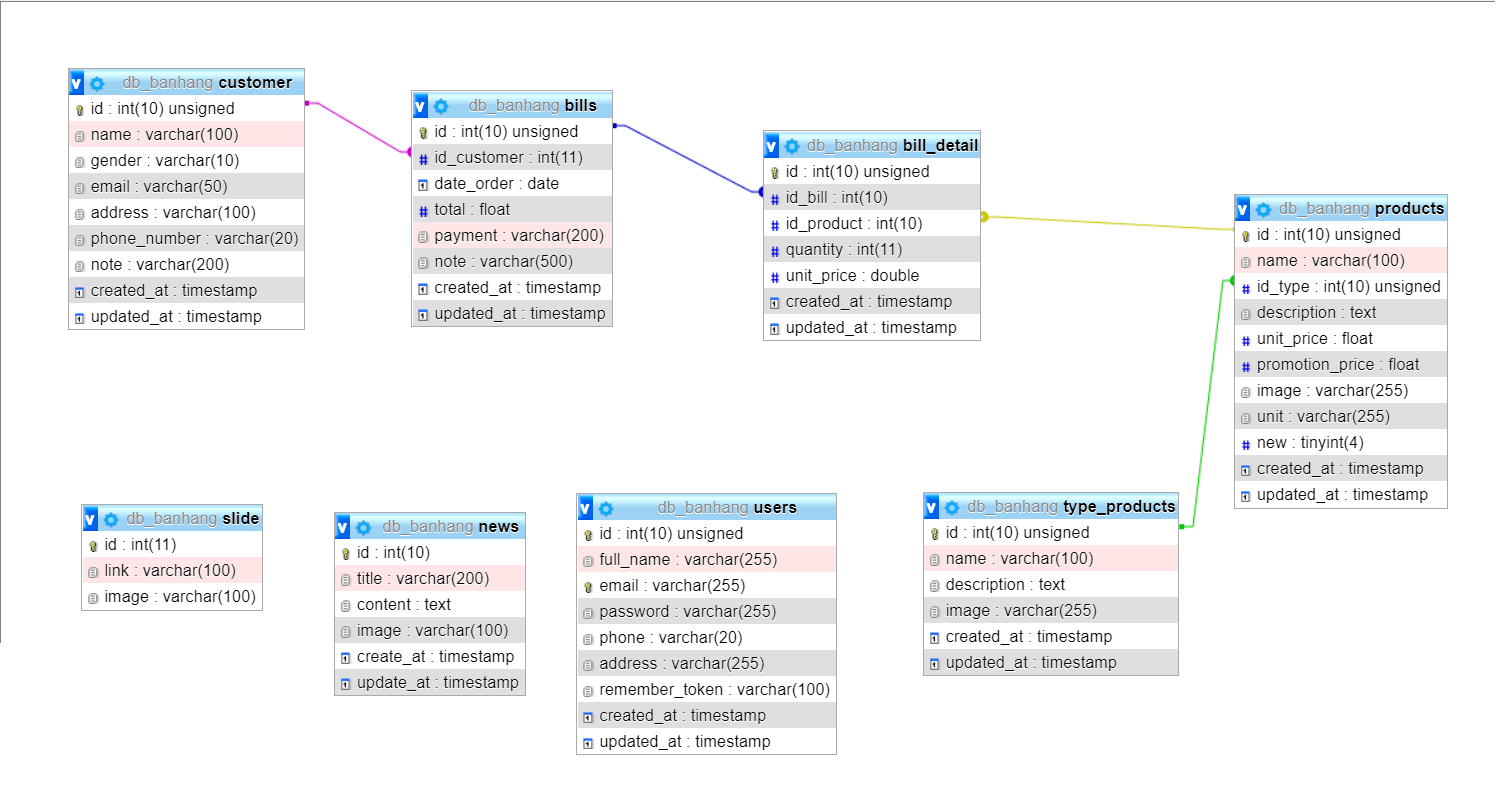 db_banhang customer
id : int(10) unsigned
name : varchar(100)
gender : varchar(10)
email : varchar(50)
address : varchar(100)
phone_number : varchar(20)
note : varchar(200)
created_at : timestamp
updated_at : timestamp
db_banhang bills
id : int(10) unsigned
id_customer : int(11)
date_order : date
total : float
payment : varchar(200)
note : varchar(500)
created_at : timestamp
updated_at : timestamp
db_banhang bill_detail
id : int(10) unsigned
id_bill : int(10)
id_product : int(10)
quantity : int(11)
unit_price : double
created_at : timestamp
updated_at : timestamp
db_banhang products
id : int(10) unsigned
name : varchar(100)
id_type : int(10) unsigned
description : text
unit_price : float
promotion_price : float
image : varchar(255)
unit : varchar(255)
new : tinyint(4)
created_at : timestamp
updated_at : timestamp
db_banhang slide
id : int(11)
link : varchar(100)
image : varchar(100)
db_banhang news
id : int(10)
title : varchar(200)
content : text
image : varchar(100)
create_at : timestamp
update_at : timestamp
db_banhang users
id : int(10) unsigned
full_name : varchar(255)
email : varchar(255)
password : varchar(255)
phone : varchar(20)
address : varchar(255)
remember_token : varchar(100)
created_at : timestamp
updated_at : timestamp
db_banhang type_products
id : int(10) unsigned
name : varchar(100)
description : text
image : varchar(255)
created_at : timestamp
updated_at : timestamp